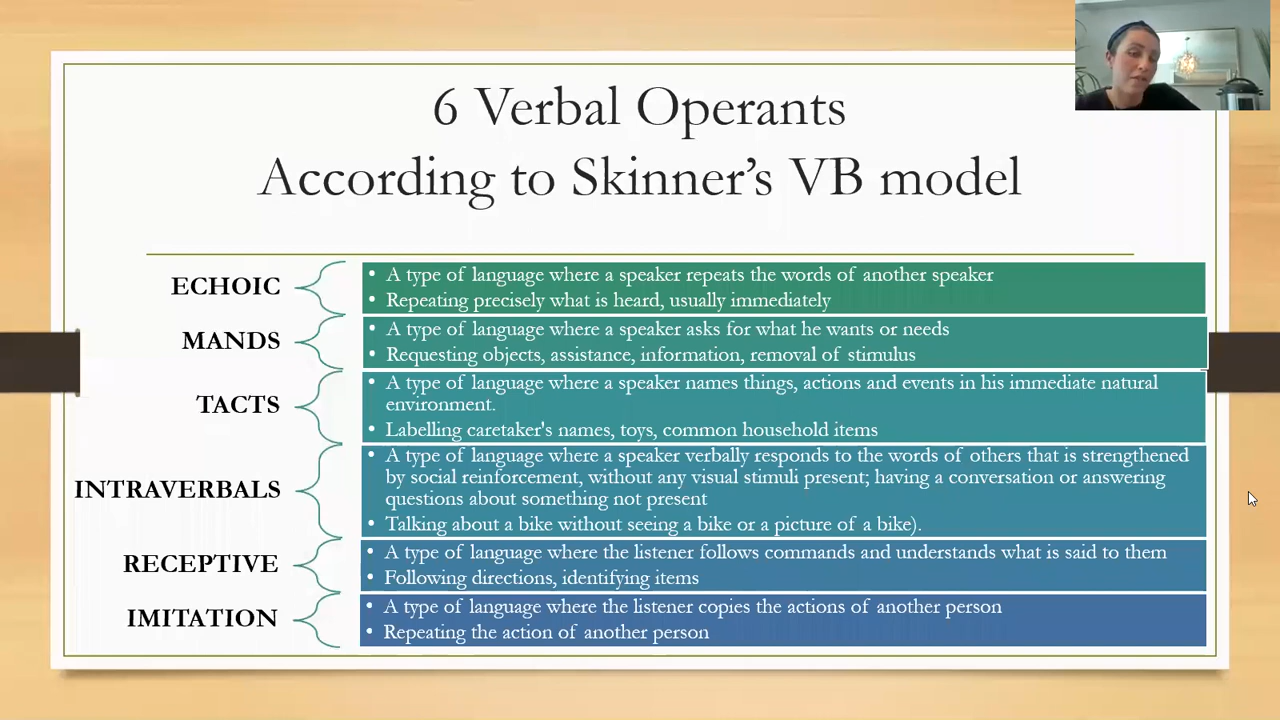 6 Verbal Operants
According to Skinner's VB model
ECHOIC
• A type of language where a speaker repeats the words of another speaker
• Repeating precisely what is heard, usually immediately
MANDS
• A type of language where a speaker asks for what he wants or needs
• Requesting objects, assistance, information, removal of stimulus
TACTS
• A type of language where a speaker names things, actions and events in his immediate natural
environment.
• Labelling caretaker's names, toys, common household items
INTRAVERBALS
• A type of language where a speaker verbally responds to the words of others that is strengthened
by social reinforcement, without any visual stimuli present; having a conversation or answering
questions about something not present
• Talking about a bike without seeing a bike or a picture of a bike).
RECEPTIVE
• A type of language where the listener follows commands and understands what is said to them
• Following directions, identifying items
IMITATION
• A type of language where the listener copies the actions of another person
• Repeating the action of another person